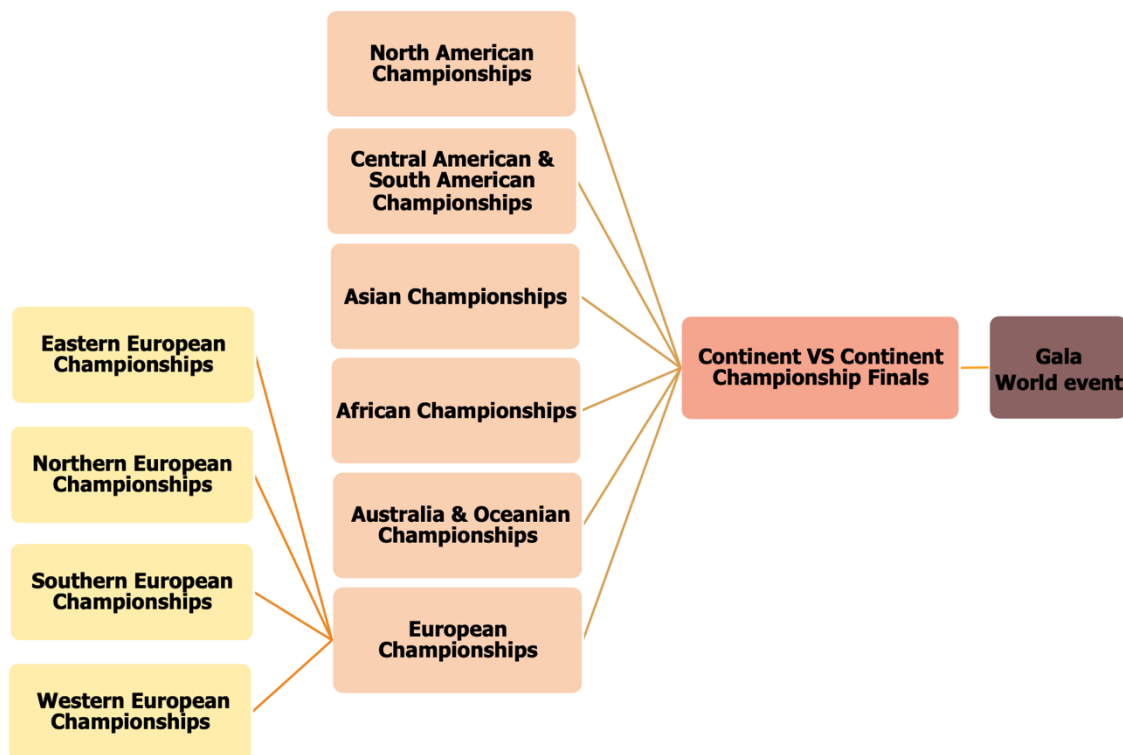 North American
Championships
Central American &
South American
Championships
Asian Championships
African Championships
Australia & Oceanian
Championships
European
Championships
Eastern European
Championships
Northern European
Championships
Southern European
Championships
Western European
Championships
Continent VS Continent
Championship Finals
Gala
World event